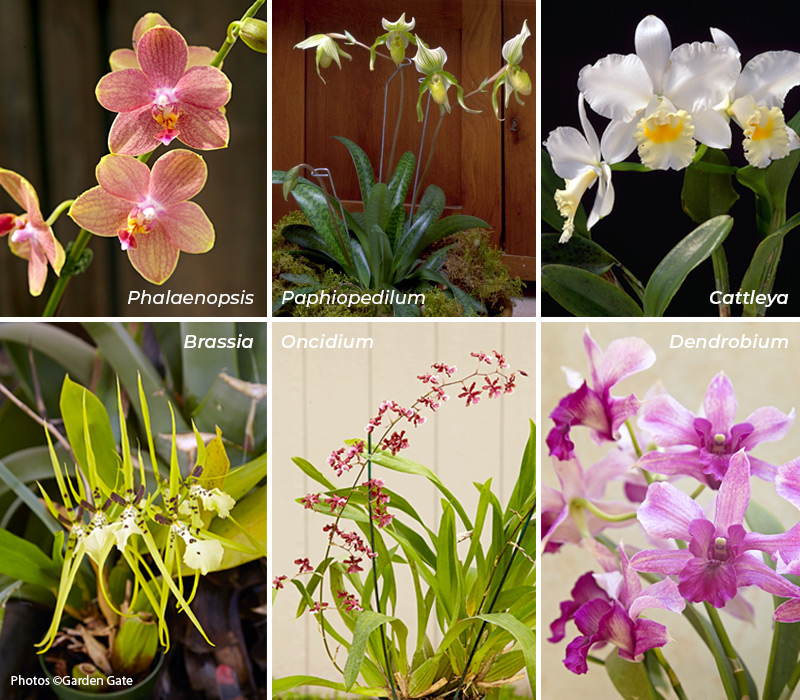 Phalaenopsis
Paphiopedilum
Cattleya
Brassia
Oncidium
Dendrobium
Photos ©Garden Gate